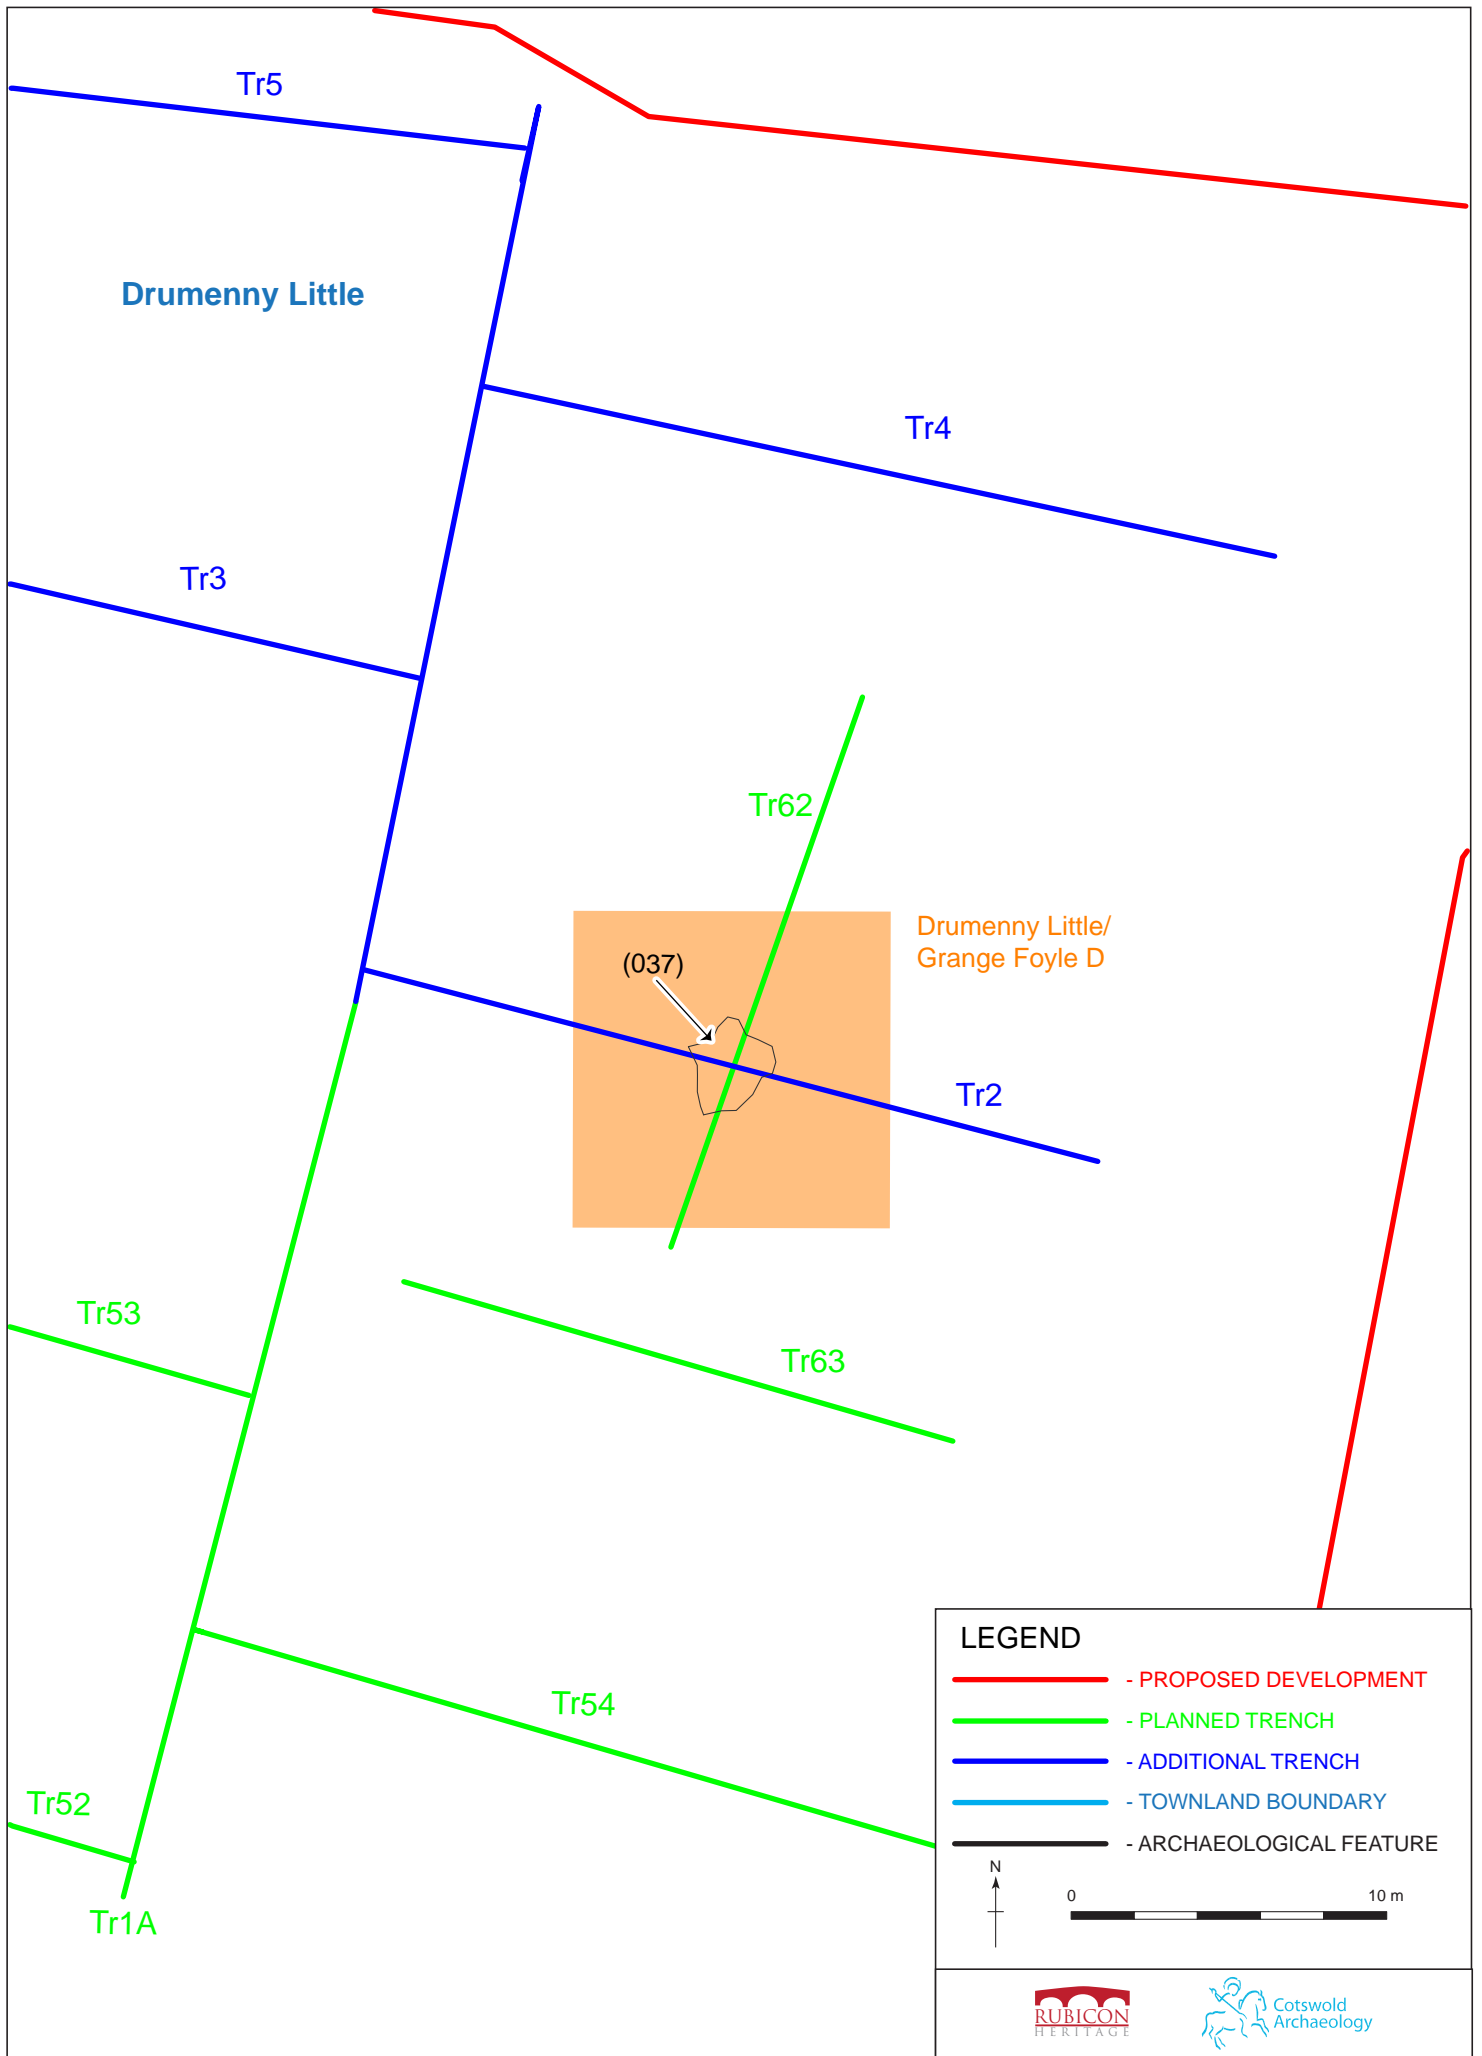 Tr5
Drumenny Little
Tr4
Tr3
Tr62
Drumenny Little/
Grange Foyle D
(037)
Tr2
Tr53
Tr63
Tr54
Tr52
Tr1A
LEGEND
- PROPOSED DEVELOPMENT
- PLANNED TRENCH
- ADDITIONAL TRENCH
- TOWNLAND BOUNDARY
- ARCHAEOLOGICAL FEATURE
N
0 10 m
RUBICON
HERITAGE
Cotswold
Archaeology